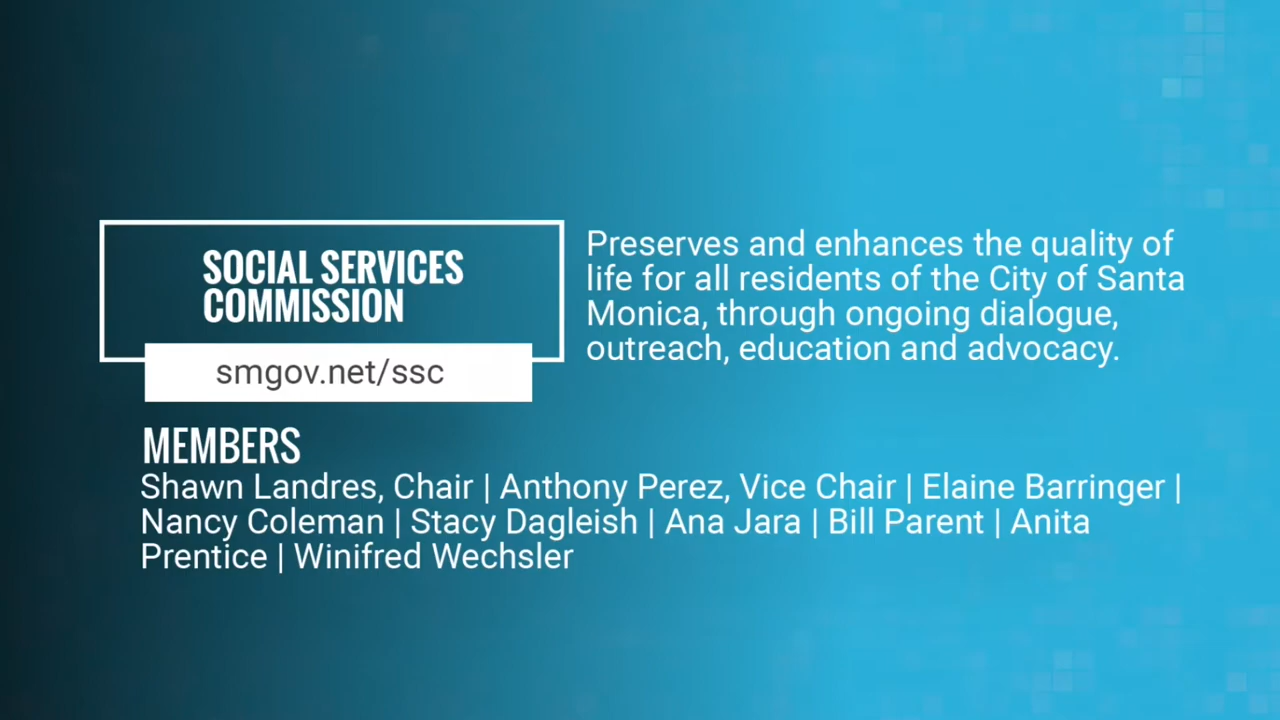 SOCIAL SERVICES
COMMISSION
smgov.net/ssc
Preserves and enhances the quality of
life for all residents of the City of Santa
Monica, through ongoing dialogue,
outreach, education and advocacy.
MEMBERS
Shawn Landres, Chair | Anthony Perez, Vice Chair | Elaine Barringer |
Nancy Coleman | Stacy Dagleish | Ana Jara | Bill Parent | Anita
Prentice | Winifred Wechsler